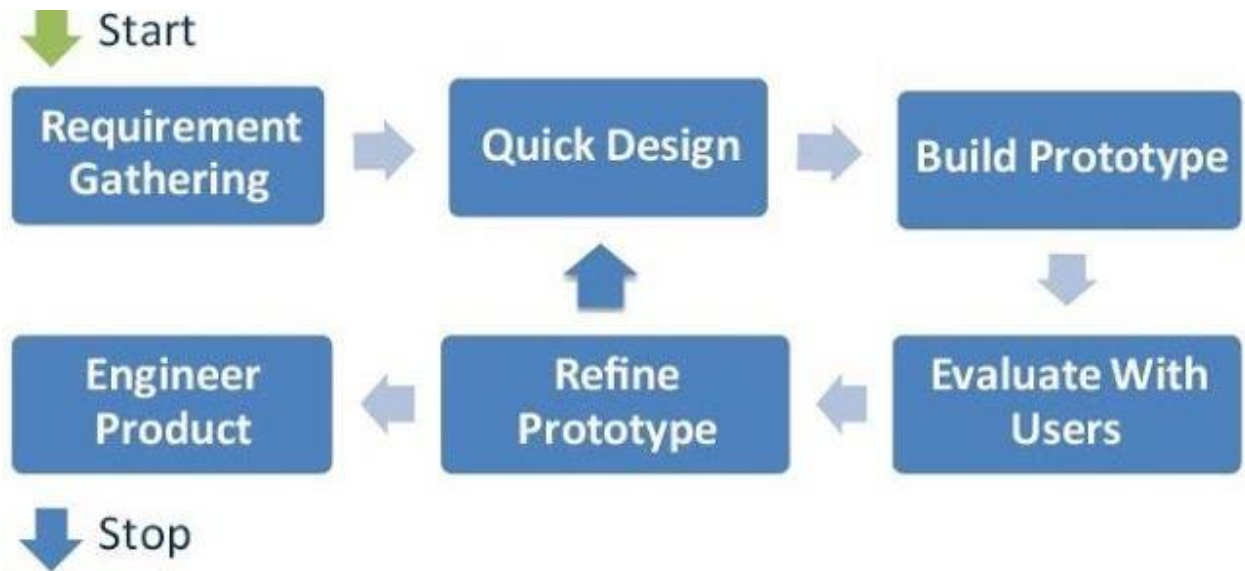 Start
Requirement
Gathering
Quick Design
Build Prototype
Engineer
Product
Refine
Prototype
Evaluate With
Users
Stop